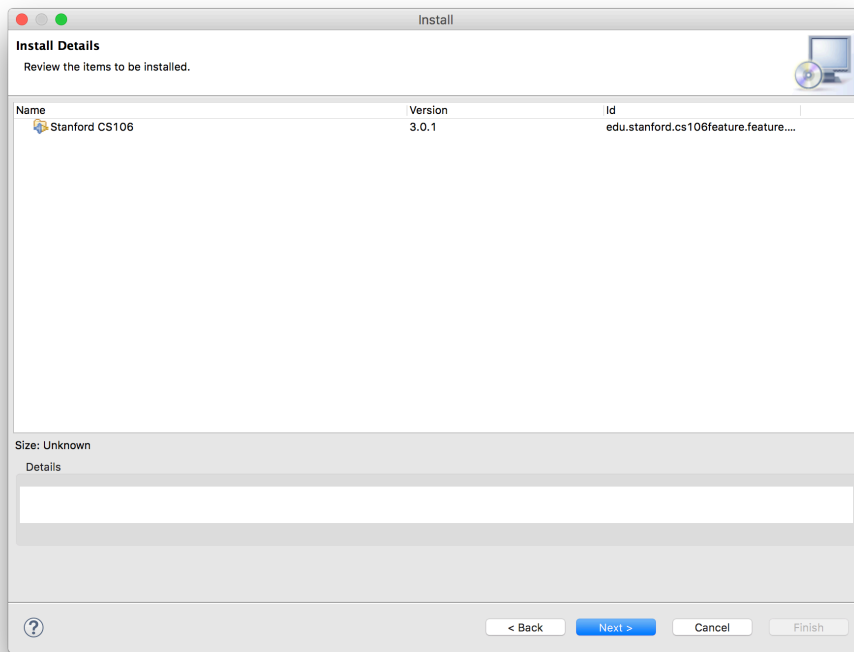 Install
Install Details
Review the items to be installed.
Name Version Id
Stanford CS106 3.0.1 edu.stanford.cs106feature.feature....
Size: Unknown
Details
? < Back Next > Cancel Finish